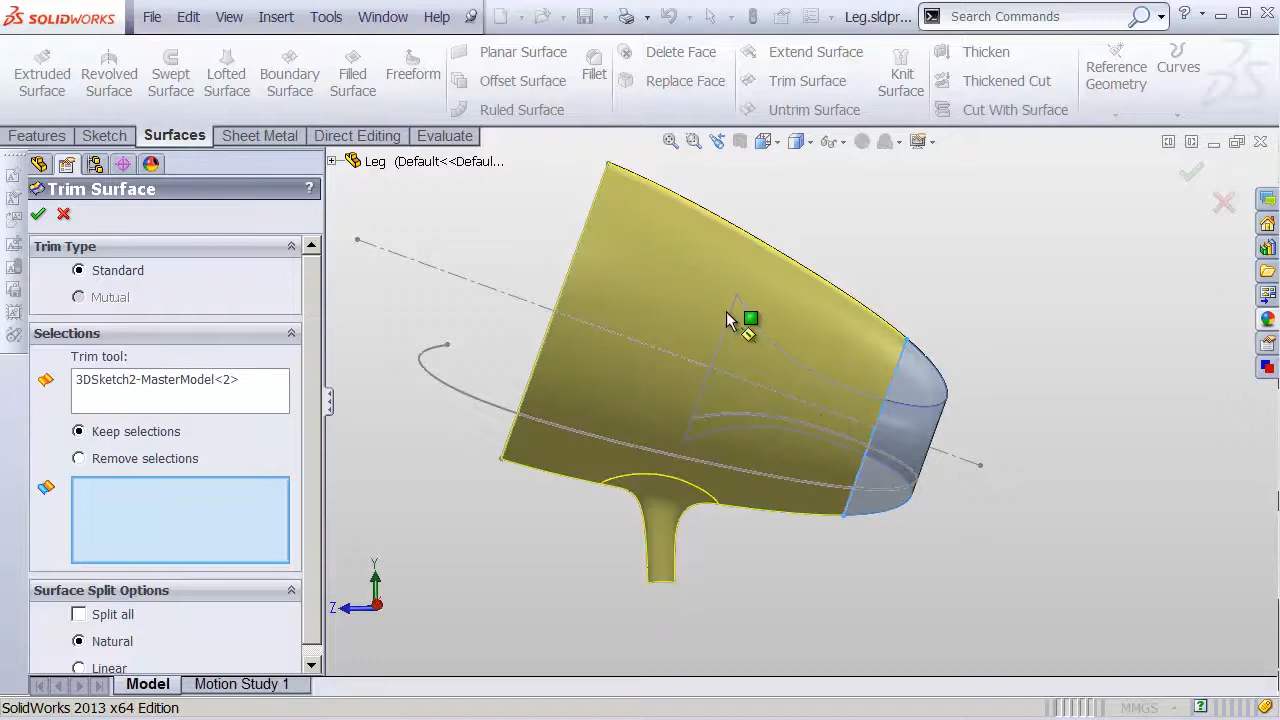 SOLIDWORKS File Edit View Insert Tools Window Help Leg.sldpr... Search Commands ?
Extruded Surface
Revolved Surface
Swept Surface
Lofted Surface
Boundary Surface
Filled Surface
Freeform
Planar Surface
Offset Surface
Ruled Surface
Fillet
Delete Face
Replace Face
Extend Surface
Trim Surface
Untrim Surface
Knit Surface
Thicken
Thickened Cut
Cut With Surface
Reference Geometry
Curves
Features Sketch Surfaces Sheet Metal Direct Editing Evaluate
Leg (Default<<Defaul...
Trim Surface ?
Trim Type
Standard
Mutual
Selections
Trim tool:
3DSketch2-MasterModel<2>
Keep selections
Remove selections
Surface Split Options
Split all
Natural
Linear
Y
Z
Model Motion Study 1
SolidWorks 2013 x64 Edition MMGS ?